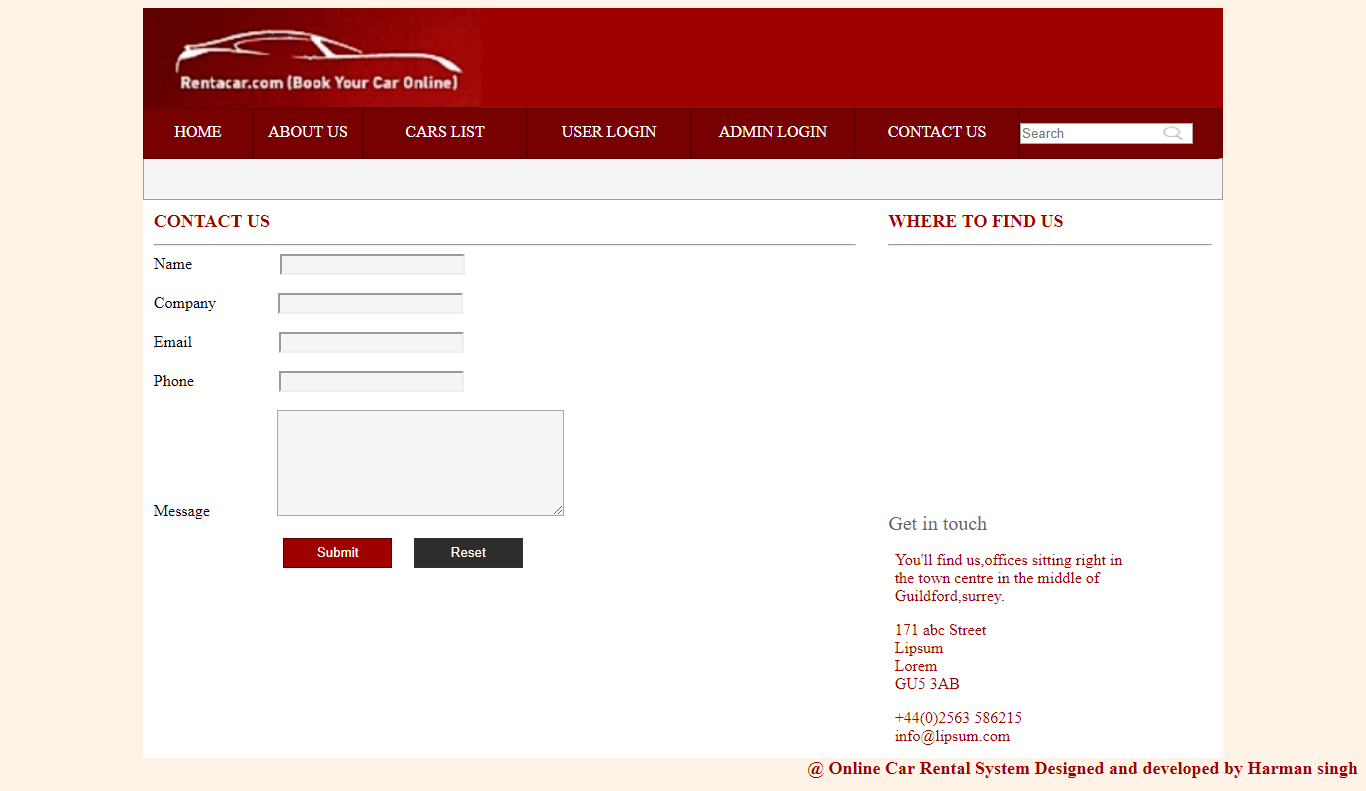 Rentacar.com (Book Your Car Online)
HOME ABOUT US CARS LIST USER LOGIN ADMIN LOGIN CONTACT US Search
CONTACT US
Name
Company
Email
Phone
Message
Submit Reset
WHERE TO FIND US
Get in touch
You'll find us,offices sitting right in
the town centre in the middle of
Guildford,surrey.
171 abc Street
Lipsum
Lorem
GU5 3AB
+44(0)2563 586215
info@lipsum.com
@ Online Car Rental System Designed and developed by Harman singh